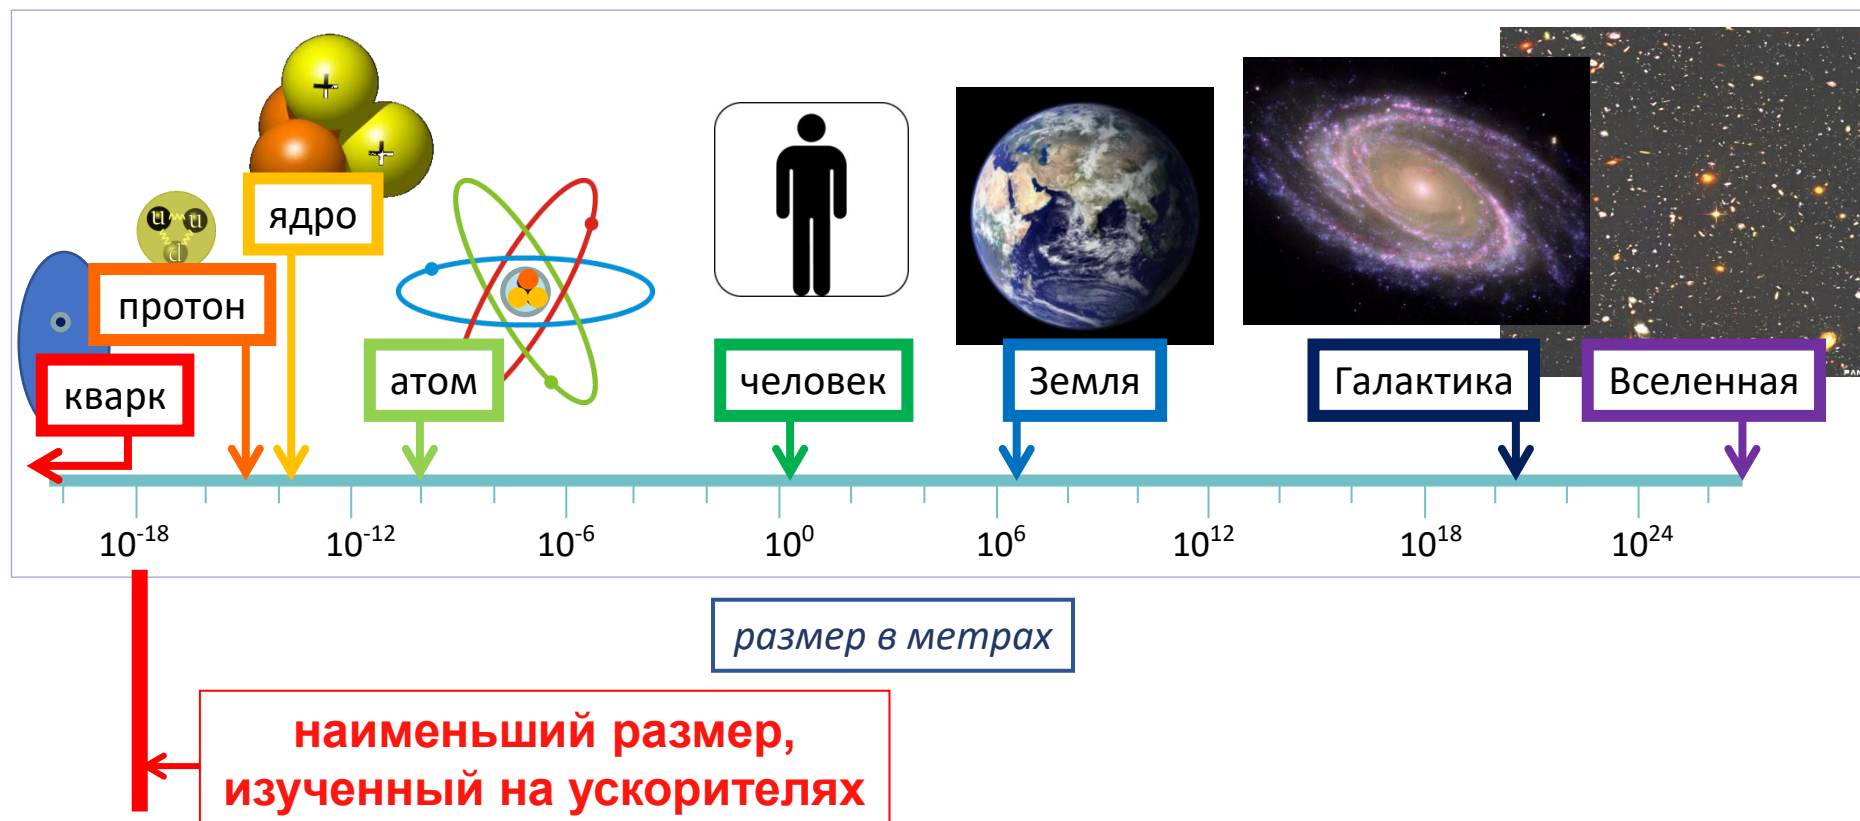 +
+
ядро
u u
d
протон
кварк
атом
человек
Земля
Галактика
Вселенная
10⁻¹⁸ 10⁻¹² 10⁻⁶ 10⁰ 10⁶ 10¹² 10¹⁸ 10²⁴
размер в метрах
наименьший размер,
изученный на ускорителях